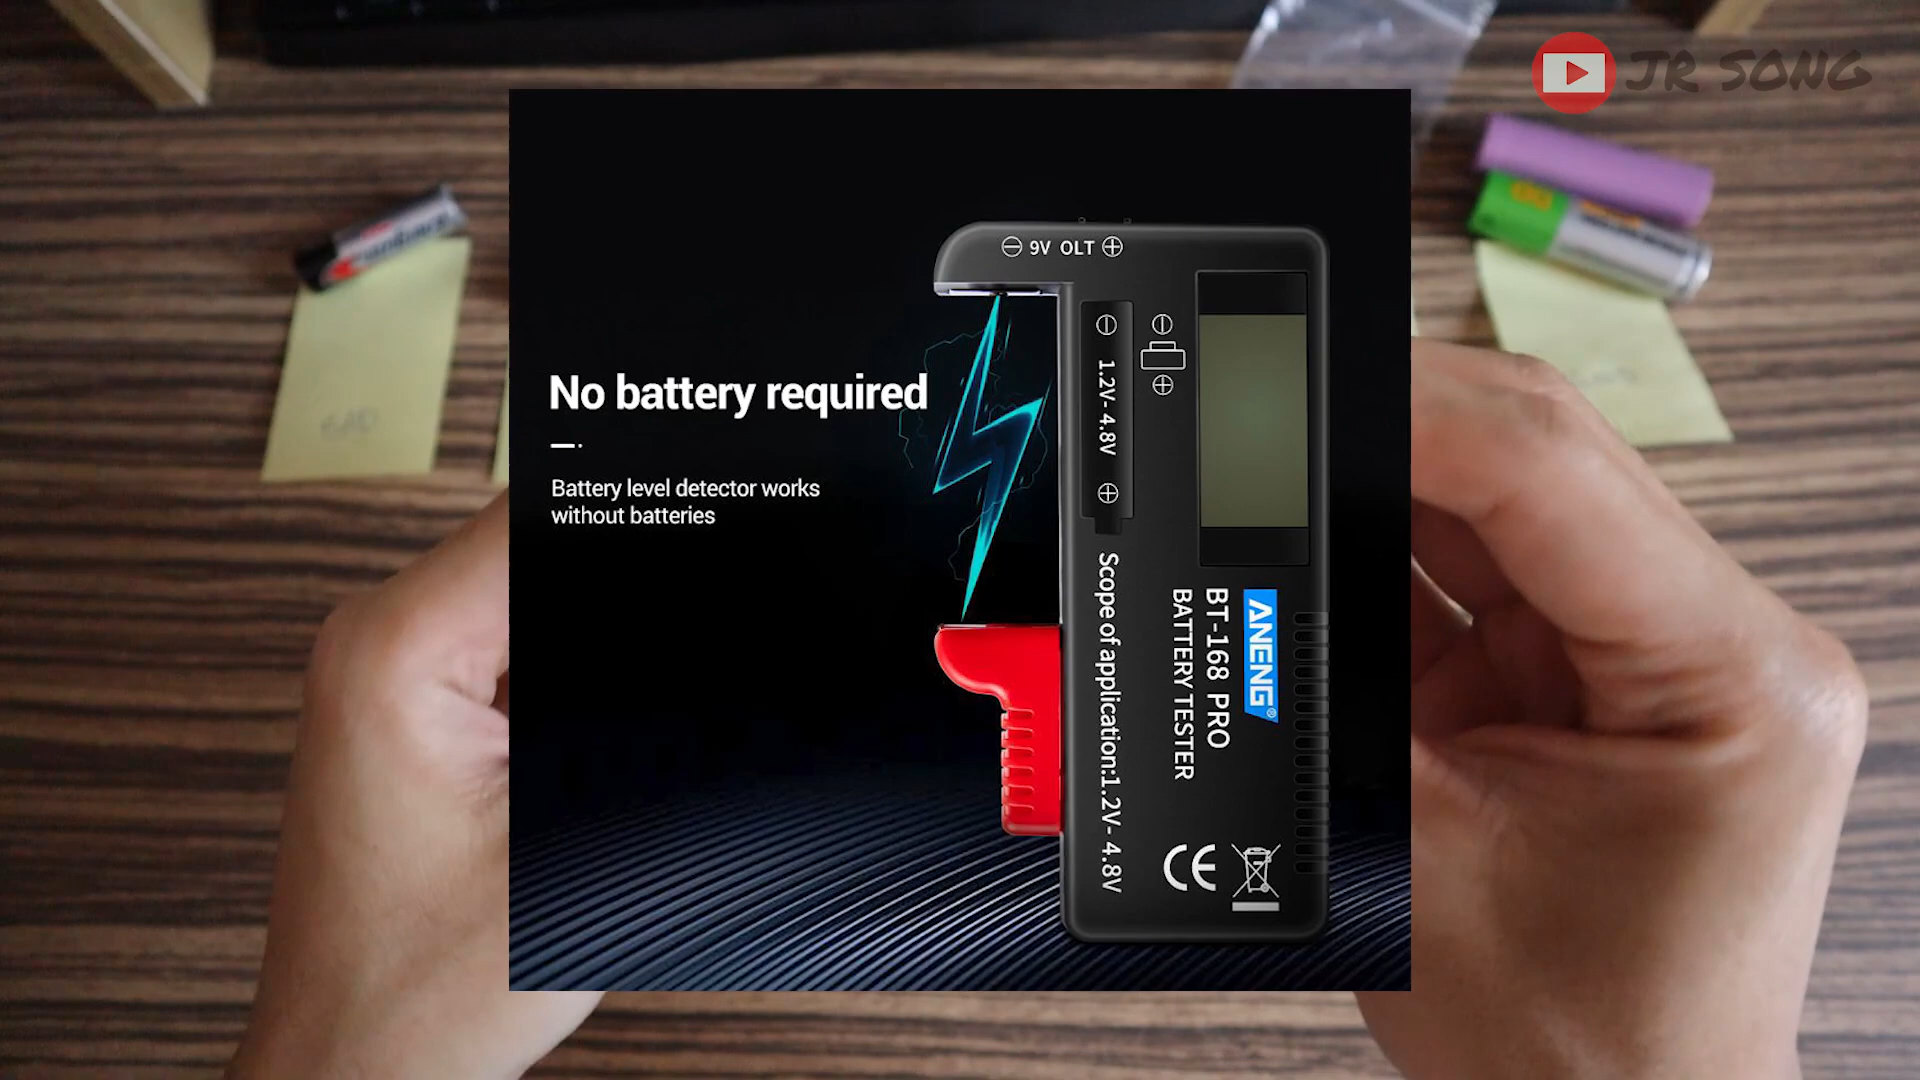 JR SONG
⊖ 9V OLT ⊕
⊖
1.2V- 4.8V
⊕
⊖
⊕
No battery required
Battery level detector works
without batteries
Scope of application:1.2V- 4.8V
BT-168 PRO
BATTERY TESTER
ANENG®
CE